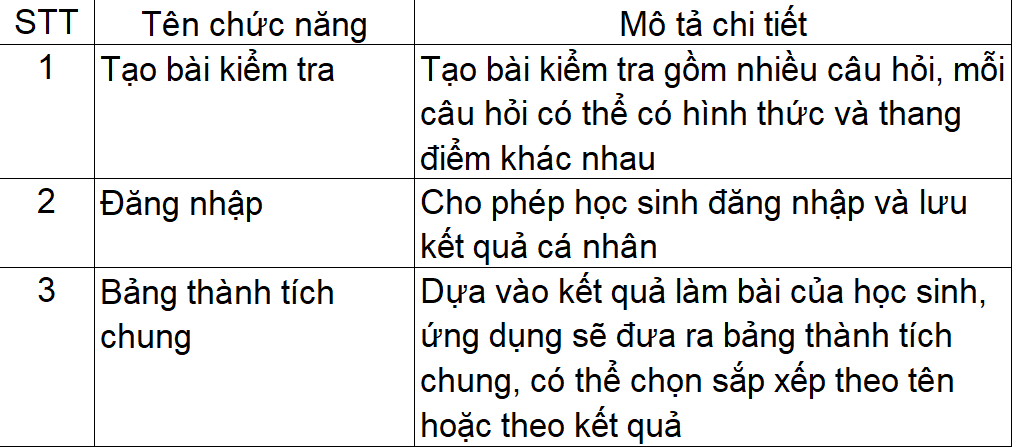 STT Tên chức năng Mô tả chi tiết
1 Tạo bài kiểm tra Tạo bài kiểm tra gồm nhiều câu hỏi, mỗi
câu hỏi có thể có hình thức và thang
điểm khác nhau
2 Đăng nhập Cho phép học sinh đăng nhập và lưu
kết quả cá nhân
3 Bảng thành tích Dựa vào kết quả làm bài của học sinh,
chung ứng dụng sẽ đưa ra bảng thành tích
chung, có thể chọn sắp xếp theo tên
hoặc theo kết quả